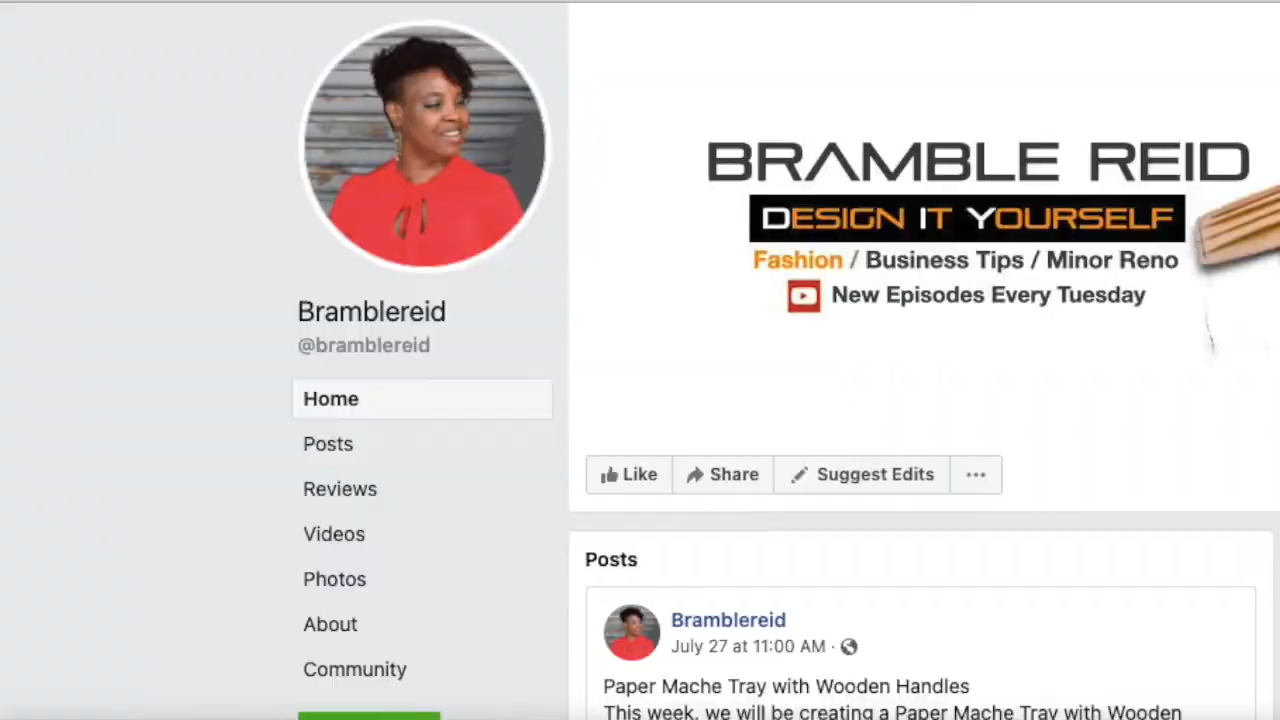 Bramblereid
@bramblereid
Home
Posts
Reviews
Videos
Photos
About
Community
BRAMBLE REID
DESIGN IT YOURSELF
Fashion / Business Tips / Minor Reno
New Episodes Every Tuesday
Like
Share
Suggest Edits
Posts
Bramblereid
July 27 at 11:00 AM ·
Paper Mache Tray with Wooden Handles
This week, we will be creating a Paper Mache Tray with Wooden